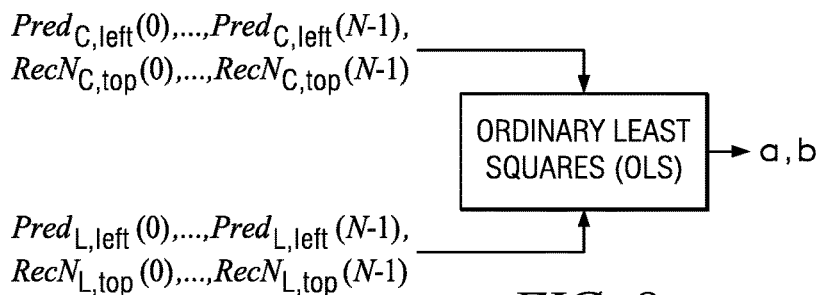 Pred_C,left(0),...,Pred_C,left(N-1),
RecN_C,top(0),...,RecN_C,top(N-1)
ORDINARY LEAST
SQUARES (OLS)
a,b
Pred_L,left(0),...,Pred_L,left(N-1),
RecN_L,top(0),...,RecN_L,top(N-1)